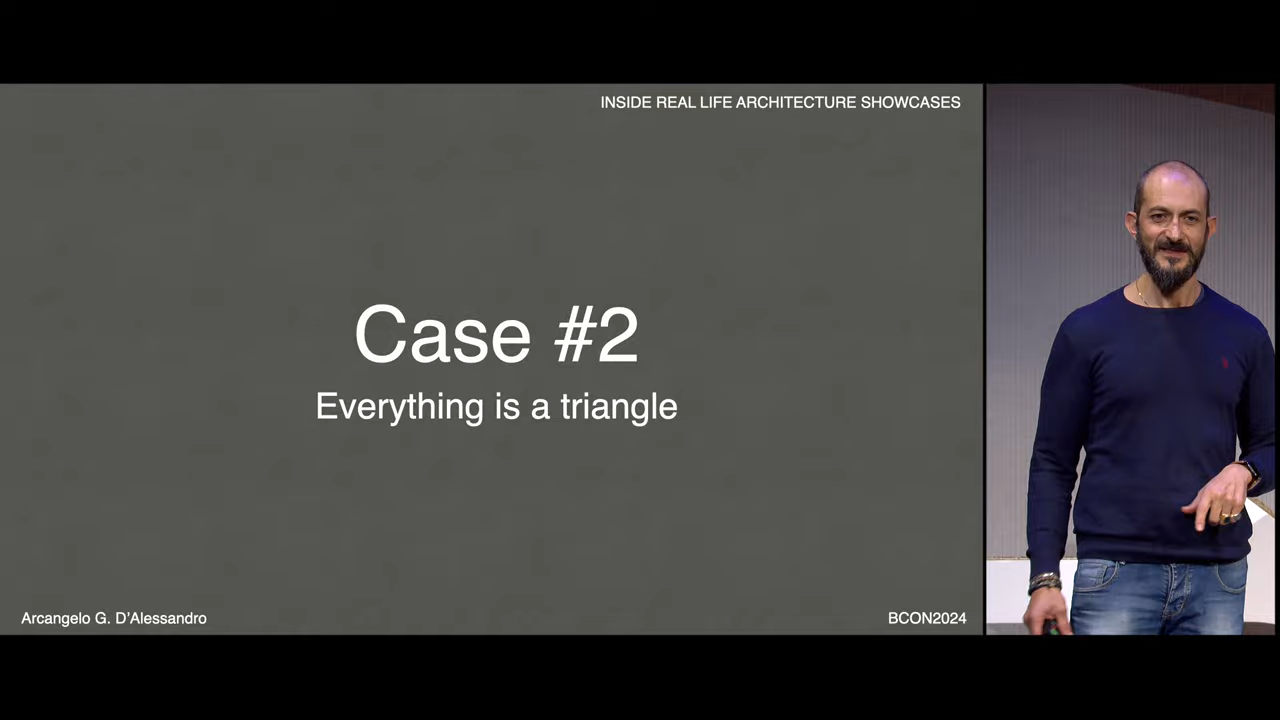 INSIDE REAL LIFE ARCHITECTURE SHOWCASES
Case #2
Everything is a triangle
Arcangelo G. D'Alessandro
BCON2024